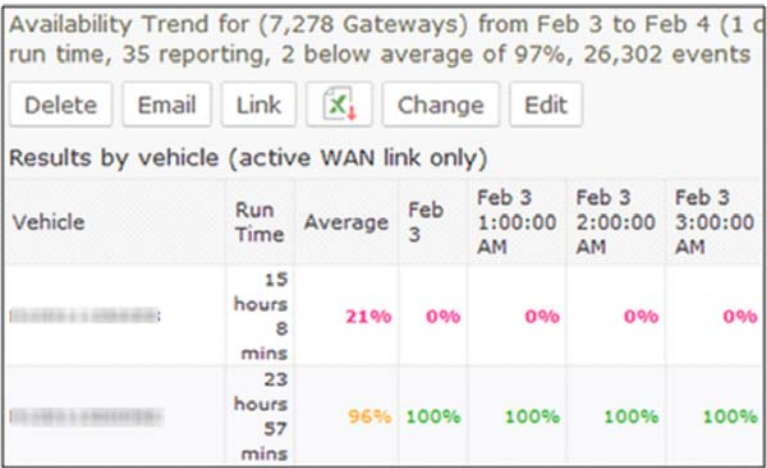 Availability Trend for (7,278 Gateways) from Feb 3 to Feb 4 (1
run time, 35 reporting, 2 below average of 97%, 26,302 events
Delete Email Link Change Edit
Results by vehicle (active WAN link only)
Vehicle Run Time Average Feb 3 Feb 3 1:00:00 AM Feb 3 2:00:00 AM Feb 3 3:00:00 AM
15 hours 8 mins 21% 0% 0% 0% 0%
23 hours 57 mins 96% 100% 100% 100% 100%